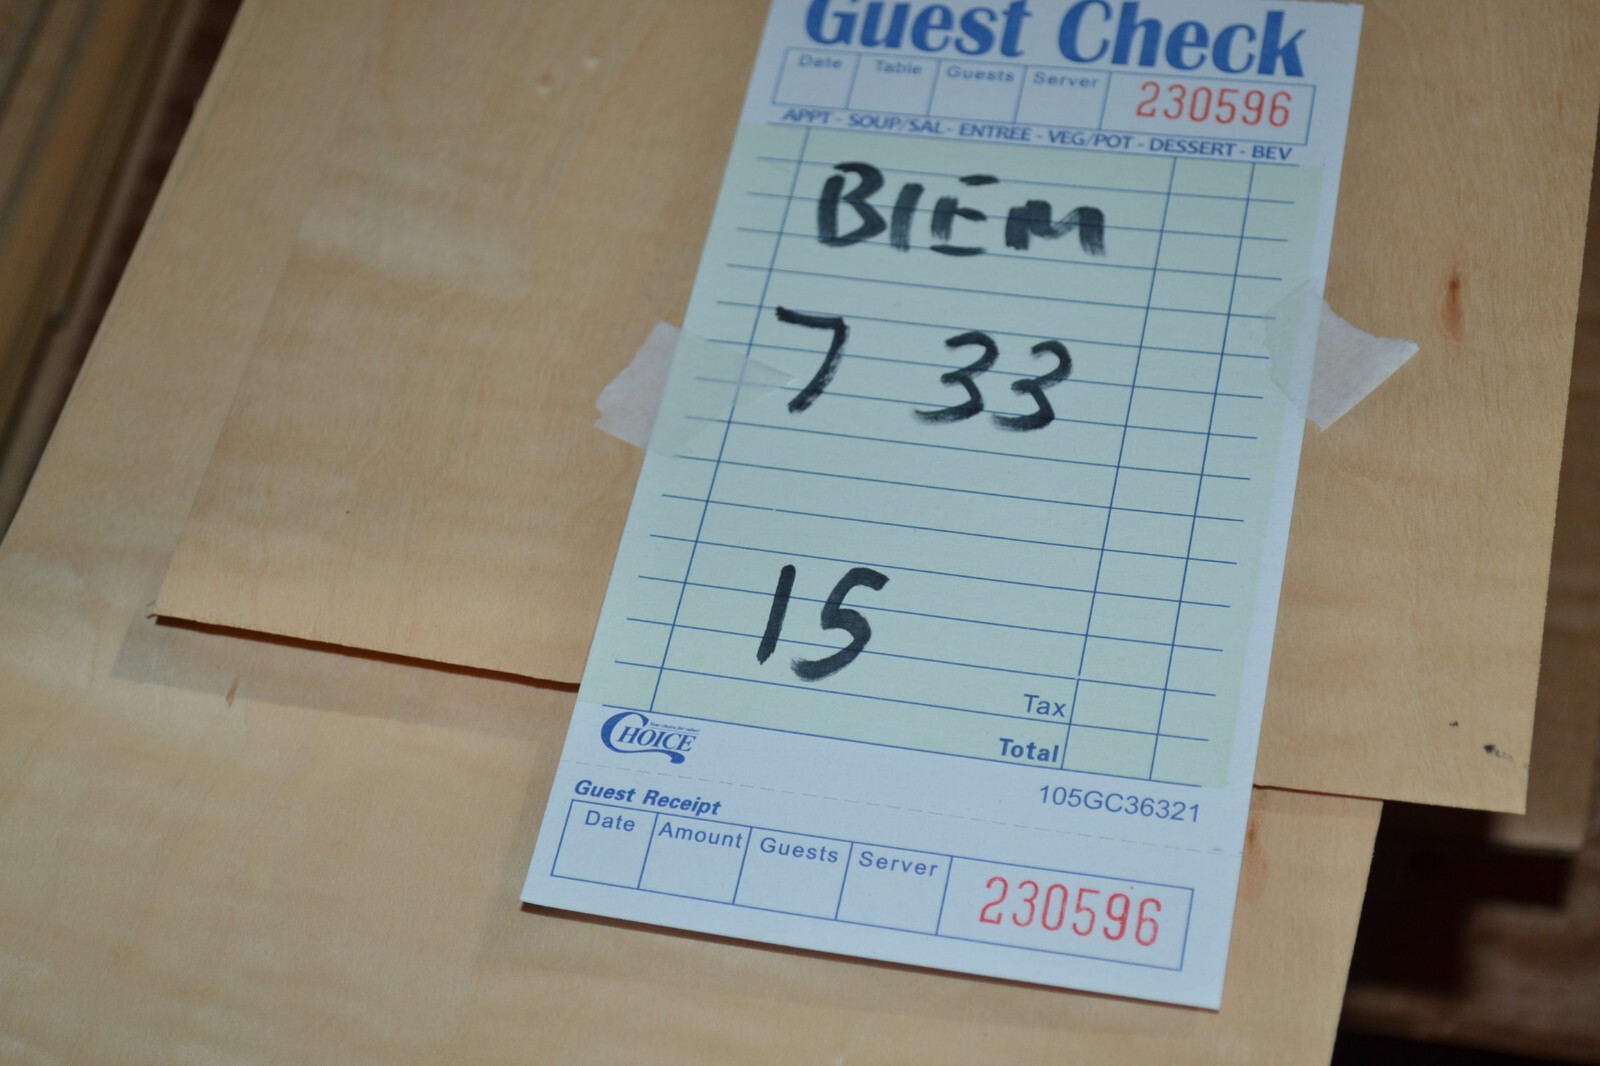 Guest Check
Date Table Guests Server 230596
APPT - SOUP/SAL - ENTREE - VEG/POT - DESSERT - BEV
BIEM
7 33
15
Tax
Total
CHOICE
105GC36321
Guest Receipt
Date Amount Guests Server 230596